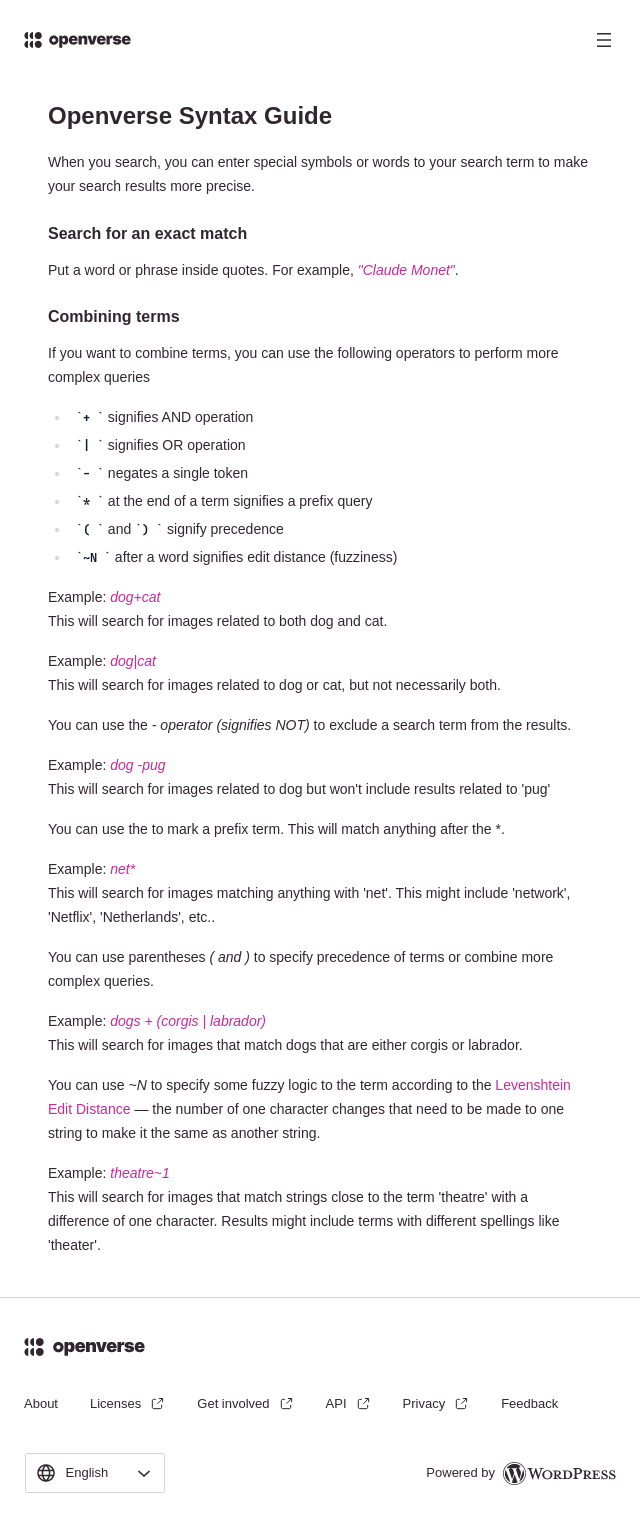 openverse
Openverse Syntax Guide
When you search, you can enter special symbols or words to your search term to make
your search results more precise.
Search for an exact match
Put a word or phrase inside quotes. For example, "Claude Monet".
Combining terms
If you want to combine terms, you can use the following operators to perform more
complex queries
`+ ` signifies AND operation
`| ` signifies OR operation
`- ` negates a single token
`* ` at the end of a term signifies a prefix query
`( ` and `) ` signify precedence
`~N ` after a word signifies edit distance (fuzziness)
Example: dog+cat
This will search for images related to both dog and cat.
Example: dog|cat
This will search for images related to dog or cat, but not necessarily both.
You can use the - operator (signifies NOT) to exclude a search term from the results.
Example: dog -pug
This will search for images related to dog but won't include results related to 'pug'
You can use the to mark a prefix term. This will match anything after the *.
Example: net*
This will search for images matching anything with 'net'. This might include 'network',
'Netflix', 'Netherlands', etc..
You can use parentheses ( and ) to specify precedence of terms or combine more
complex queries.
Example: dogs + (corgis | labrador)
This will search for images that match dogs that are either corgis or labrador.
You can use ~N to specify some fuzzy logic to the term according to the Levenshtein
Edit Distance — the number of one character changes that need to be made to one
string to make it the same as another string.
Example: theatre~1
This will search for images that match strings close to the term 'theatre' with a
difference of one character. Results might include terms with different spellings like
'theater'.
openverse
About Licenses Get involved API Privacy Feedback
English Powered by WORDPRESS